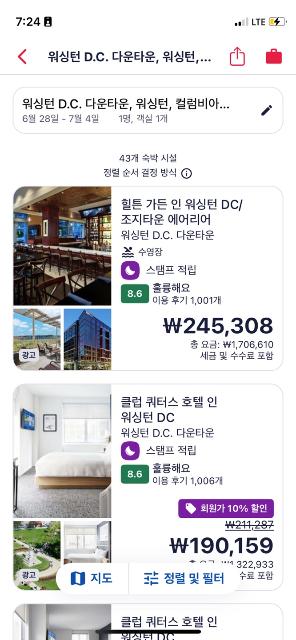 7:24
LTE
워싱턴 D.C. 다운타운, 워싱턴,...
워싱턴 D.C. 다운타운, 워싱턴, 컬럼비아...
6월 28일 - 7월 4일 1명, 객실 1개
43개 숙박 시설
정렬 순서 결정 방식
힐튼 가든 인 워싱턴 DC/
조지타운 에어리어
워싱턴 D.C. 다운타운
수영장
스탬프 적립
8.6 훌륭해요
이용 후기 1,001개
₩245,308
총 요금: ₩1,706,610
세금 및 수수료 포함
광고
클럽 쿼터스 호텔 인
워싱턴 DC
워싱턴 D.C. 다운타운
스탬프 적립
8.6 훌륭해요
이용 후기 1,006개
회원가 10% 할인
₩211,287
₩190,159
322,933
료 포함
광고
지도
정렬 및 필터
클럽 쿼터스 호텔 인